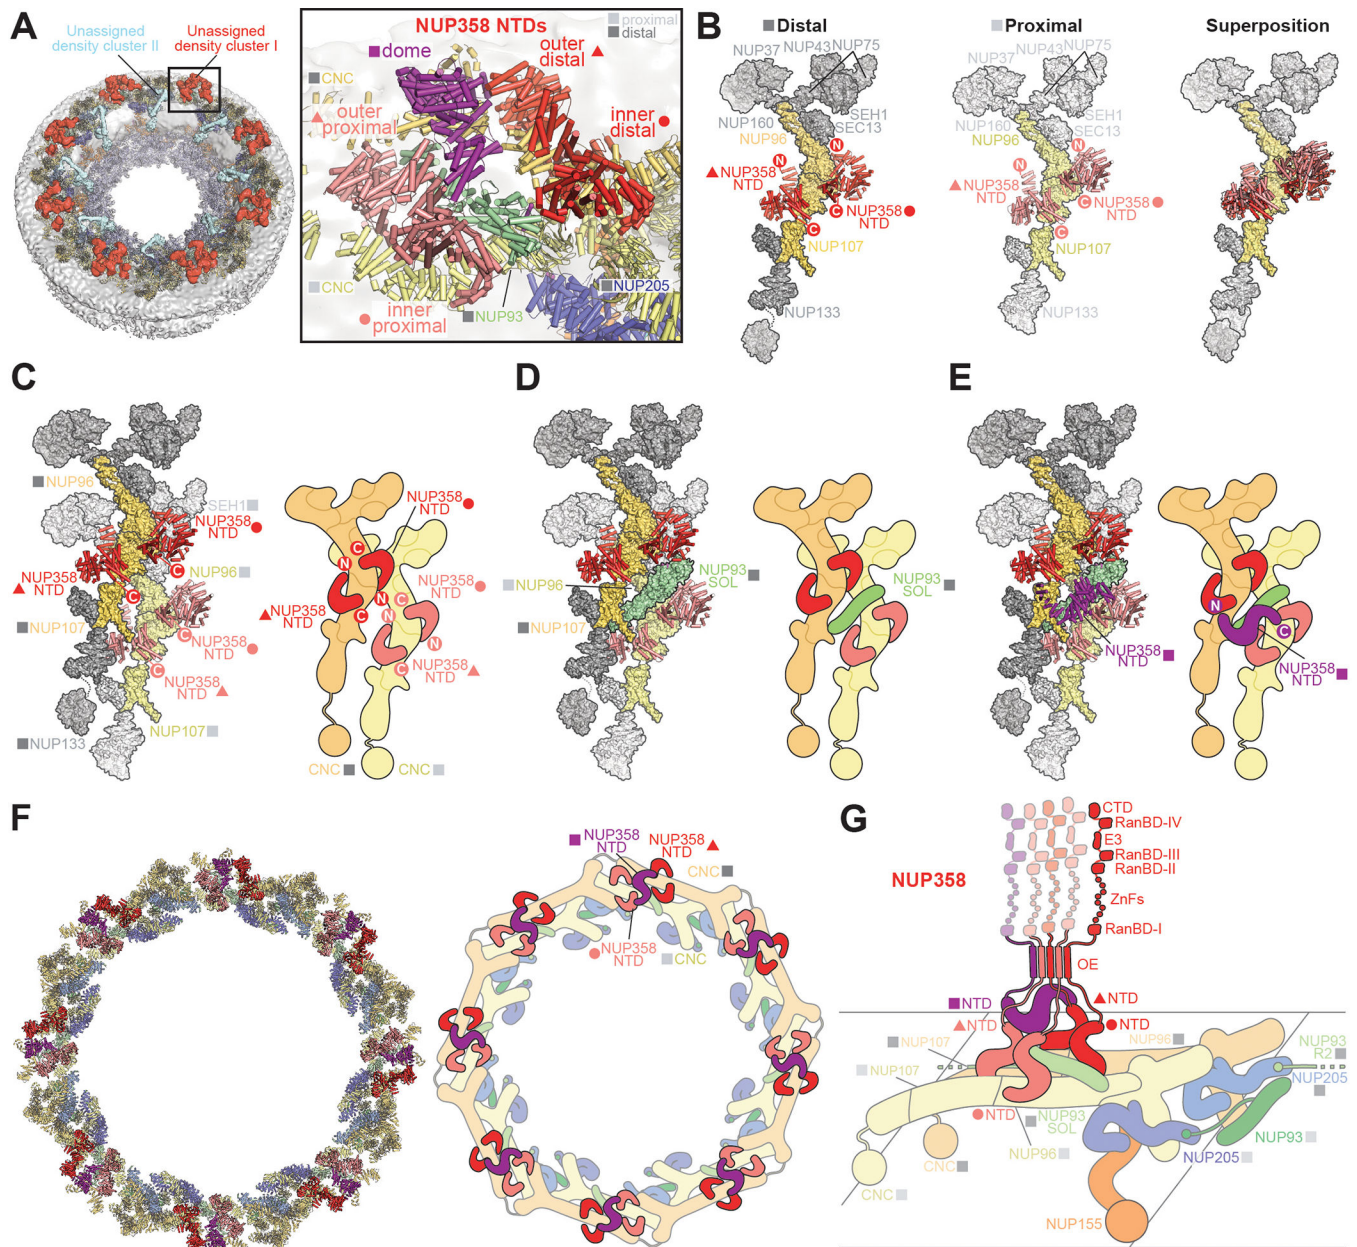 A
Unassigned
density cluster II
Unassigned
density cluster I
NUP358 NTDs
proximal
distal
dome
outer
distal
CNC
outer
proximal
inner
distal
CNC
inner
proximal
NUP93
NUP205
B
Distal
NUP37
NUP43
NUP75
NUP160
NUP96
SEH1
SEC13
N
N
NUP358
NTD
C
NUP358
NTD
C
NUP107
NUP133
Proximal
NUP37
NUP43
NUP75
NUP160
NUP96
SEH1
SEC13
N
N
NUP358
NTD
C
NUP358
NTD
C
NUP107
NUP133
Superposition
C
NUP96
SEH1
NUP358
NTD
C
NUP96
NUP358
NTD
C
NUP107
C
NUP358
NTD
C
NUP358
NTD
NUP107
NUP133
NUP358
NTD
C
N
NUP358
NTD
N
C
C
N
NUP358
NTD
N
C
NUP358
NTD
CNC
CNC
D
NUP96
NUP93
SOL
NUP107
NUP93
SOL
E
NUP358
NTD
N
C
NUP358
NTD
F
NUP358
NTD
NUP358
NTD
CNC
NUP358
NTD
CNC
G
NUP358
CTD
RanBD-IV
E3
RanBD-III
RanBD-II
ZnFs
RanBD-I
OE
NTD
NTD
NTD
NTD
NUP107
NUP96
NUP93
R2
NUP107
NUP205
NTD
NUP93
SOL
NUP93
CNC
NUP96
NUP205
CNC
NUP155